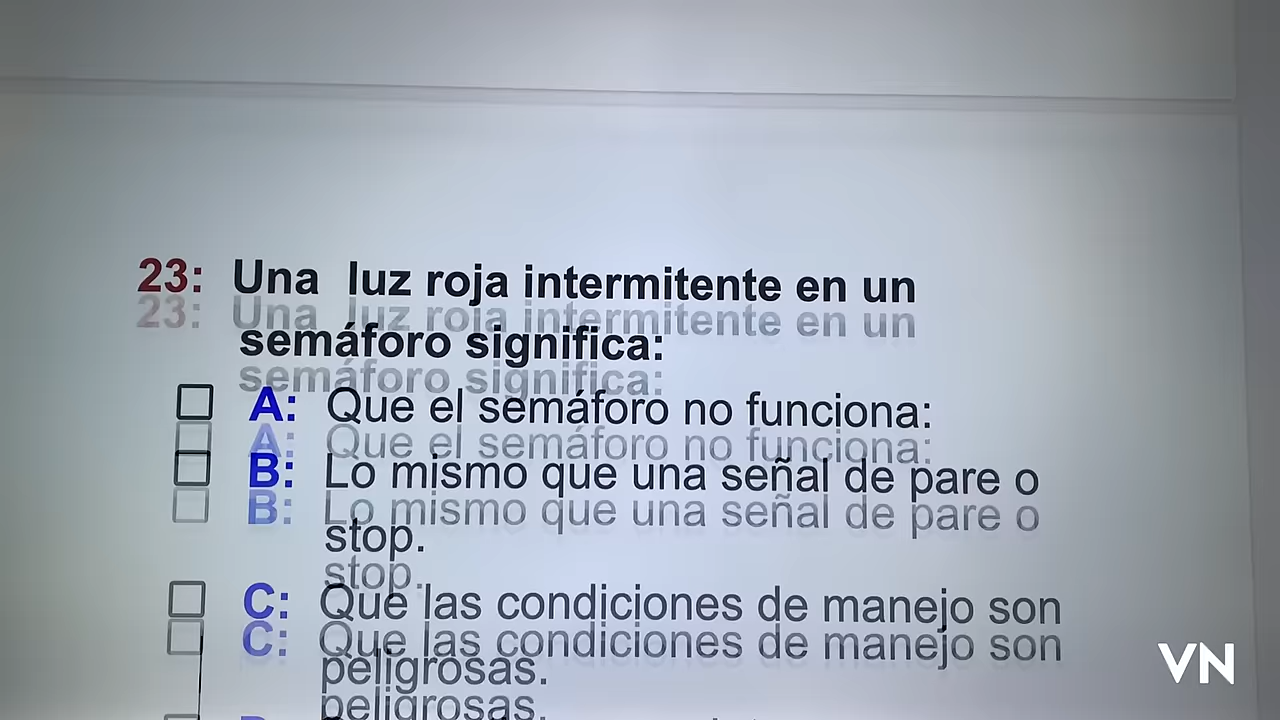 23: Una luz roja intermitente en un
semáforo significa:
A: Que el semáforo no funciona:
B: Lo mismo que una señal de pare o
stop.
C: Que las condiciones de manejo son
peligrosas.
VN